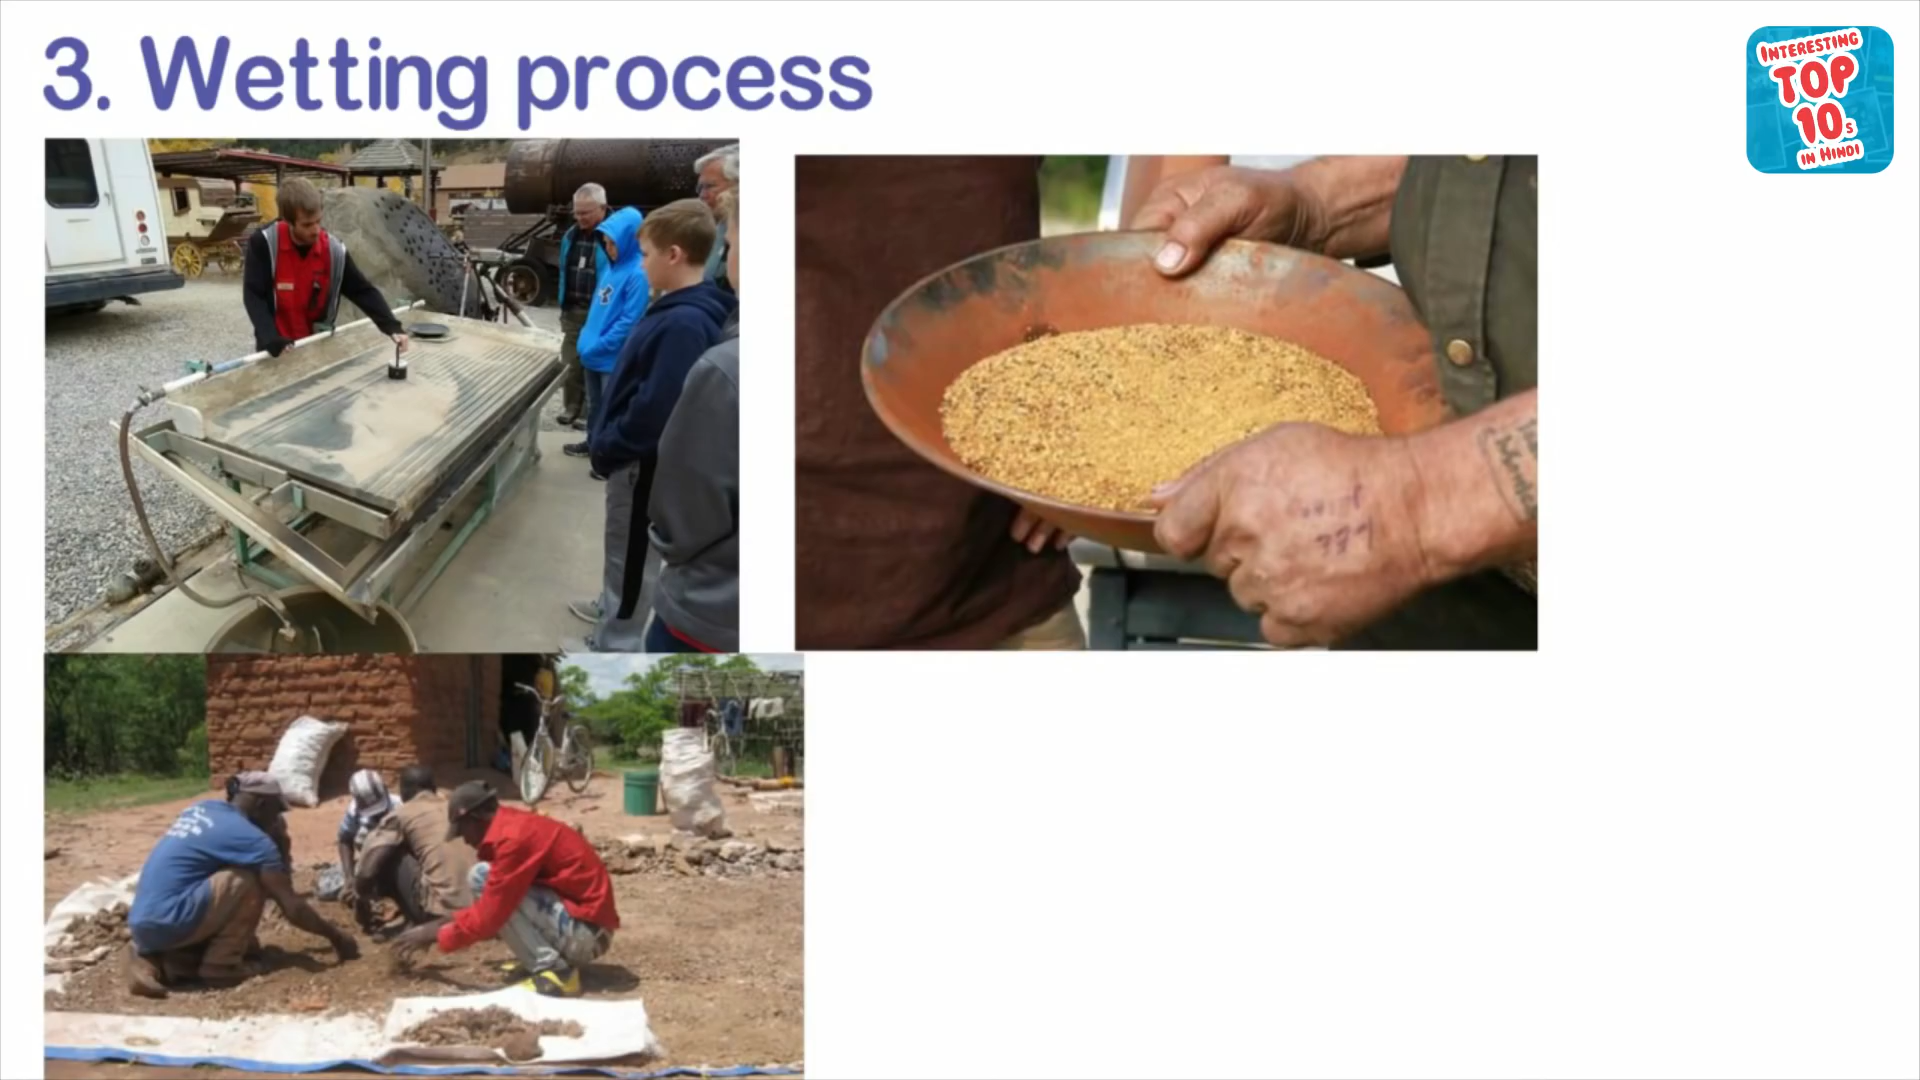 3. Wetting process
INTERESTING
TOP
10s
IN HINDI